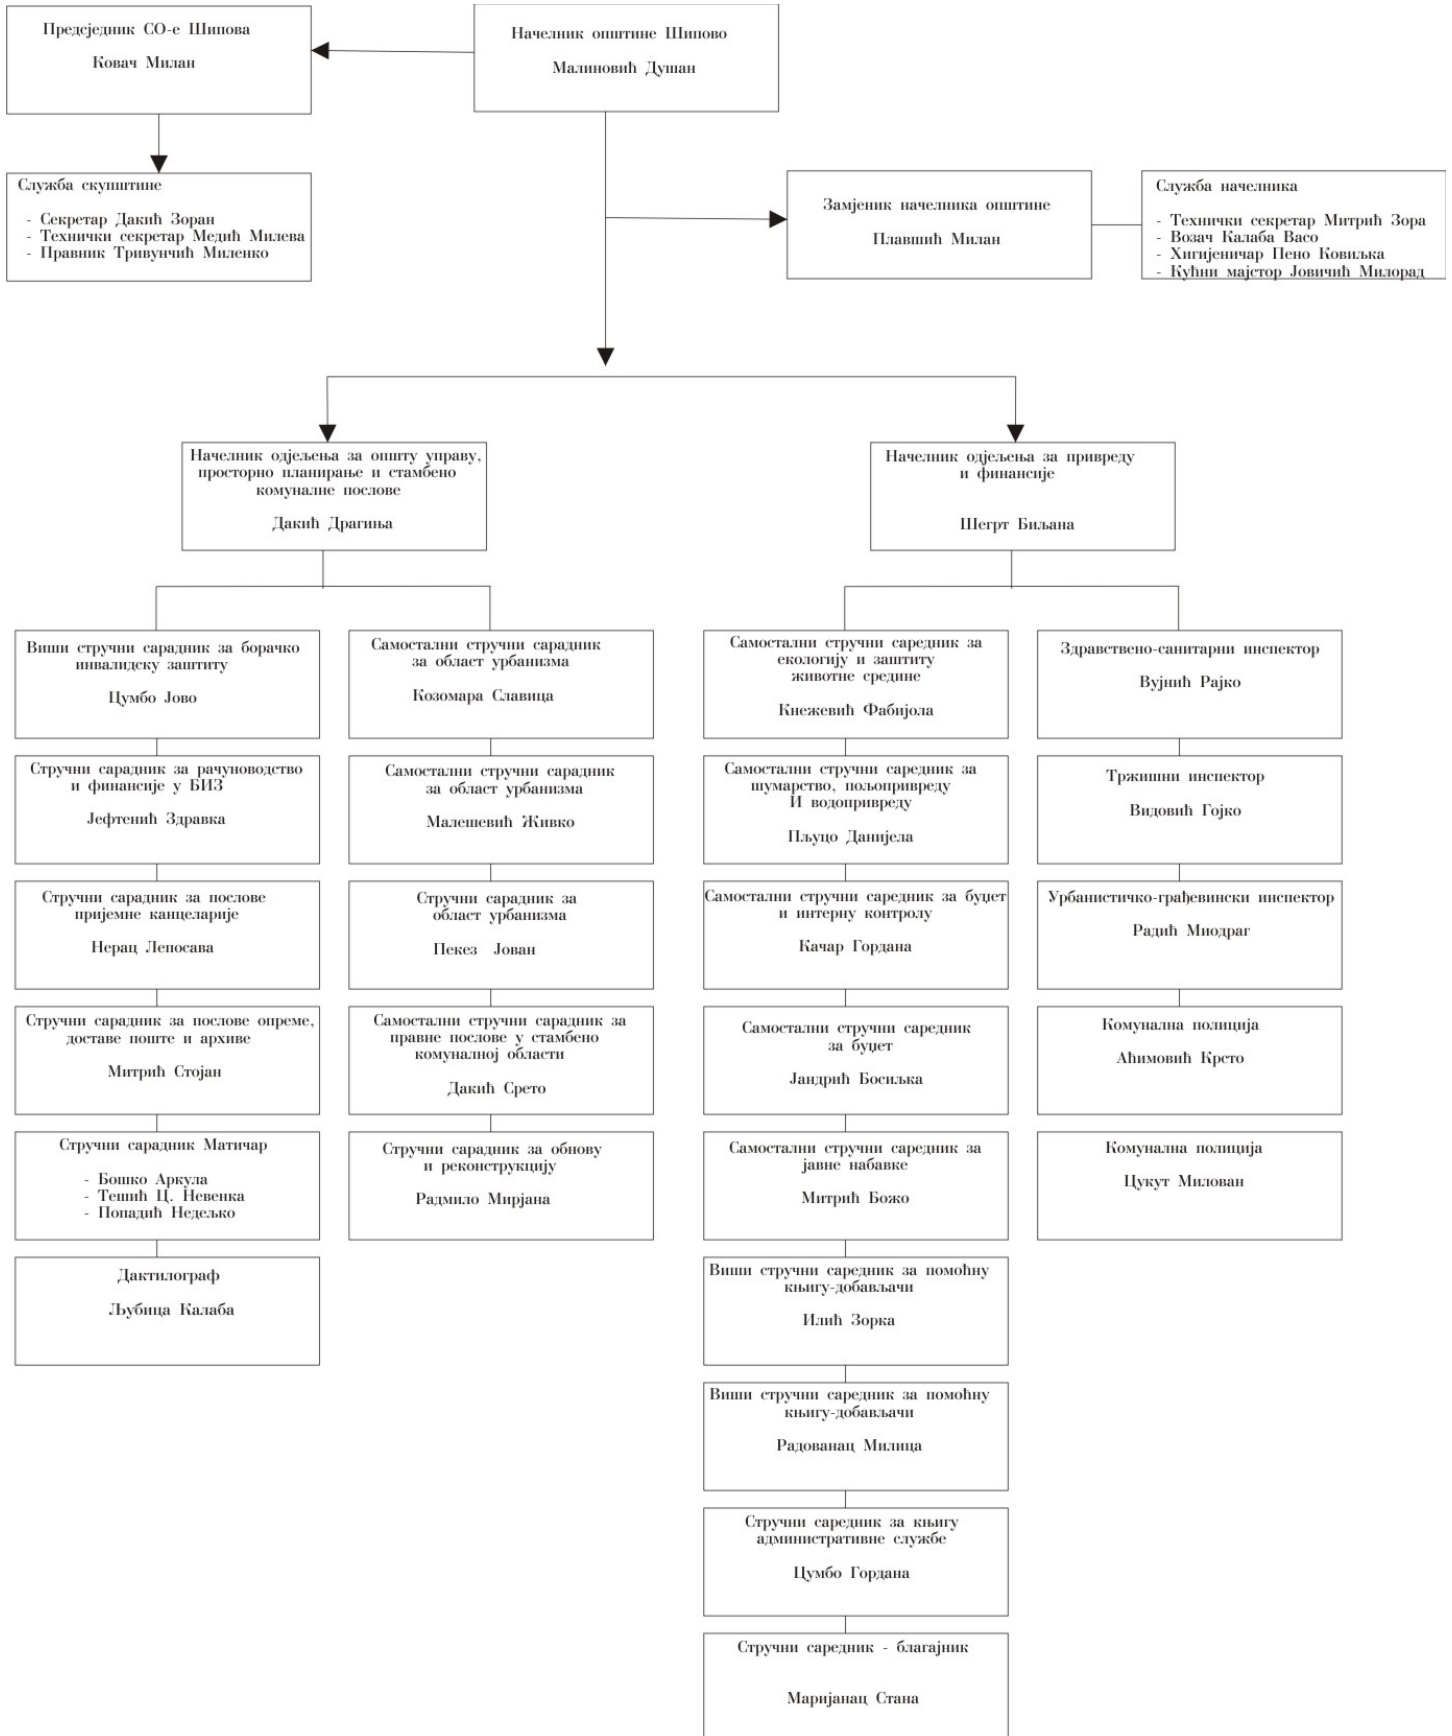 Предсједник СО-е Шипова
Ковач Милан
Начелник општине Шипово
Малиновић Душан
Служба скупштине
- Секретар Дакић Зоран
- Технички секретар Медић Милева
- Правник Тривунчић Миленко
Замјеник начелника општине
Плавшић Милан
Служба начелника
- Технички секретар Митрић Зора
- Возач Калаба Васо
- Хигијеничар Пено Ковиљка
- Кућни мајстор Јовичић Милорад
Начелник одјељења за општу управу,
просторно планирање и стамбено
комуналне послове
Дакић Драгиња
Начелник одјељења за привреду
и финансије
Шегрт Биљана
Виши стручни сарадник за борачко
инвалидску заштиту
Цумбо Јово
Стручни сарадник за рачуноводство
и финансије у БИЗ
Јефтенић Здравка
Стручни сарадник за послове
пријемне канцеларије
Нерац Лепосава
Стручни сарадник за послове опреме,
доставе поште и архиве
Митрић Стојан
Стручни сарадник Матичар
- Бошко Аркула
- Тешић Ц. Невенка
- Попадић Недељко
Дактилограф
Љубица Калаба
Самостални стручни сарадник
за област урбанизма
Козомара Славица
Самостални стручни сарадник
за област урбанизма
Малешевић Живко
Стручни сарадник за
област урбанизма
Пекез Јован
Самостални стручни сарадник за
правне послове у стамбено
комуналној области
Дакић Срето
Стручни сарадник за обнову
и реконструкцију
Радмило Мирјана
Самостални стручни саредник за
екологију и заштиту
животне средине
Кнежевић Фабијола
Самостални стручни саредник за
шумарство, пољопривреду
И водопривреду
Пљуцо Данијела
Самостални стручни саредник за буџет
и интерну контролу
Качар Гордана
Самостални стручни саредник
за буџет
Јандрић Босиљка
Самостални стручни саредник за
јавне набавке
Митрић Божо
Виши стручни саредник за помоћну
књигу-добављачи
Илић Зорка
Виши стручни саредник за помоћну
књигу-добављачи
Радованац Милица
Стручни саредник за књигу
административне службе
Цумбо Гордана
Стручни саредник - благајник
Маријанац Стана
Здравствено-санитарни инспектор
Вујнић Рајко
Тржишни инспектор
Видовић Гојко
Урбанистичко-грађевински инспектор
Радић Миодраг
Комунална полиција
Аћимовић Крсто
Комунална полиција
Цукут Милован